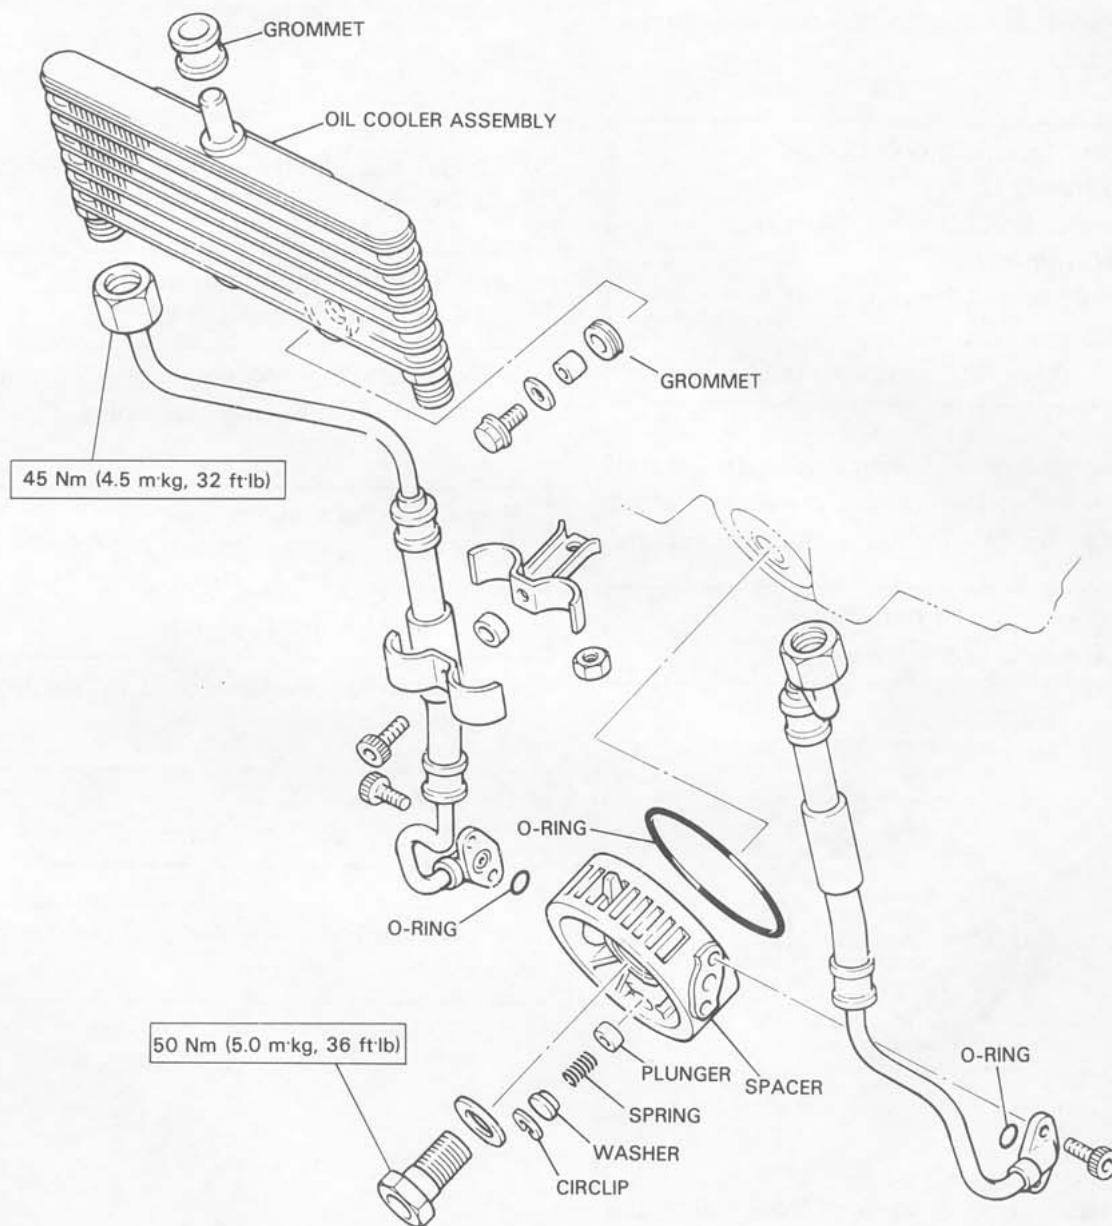 GROMMET
OIL COOLER ASSEMBLY
GROMMET
45 Nm (4.5 m·kg, 32 ft·lb)
O-RING
O-RING
50 Nm (5.0 m·kg, 36 ft·lb)
O-RING
PLUNGER
SPACER
SPRING
WASHER
CIRCLIP